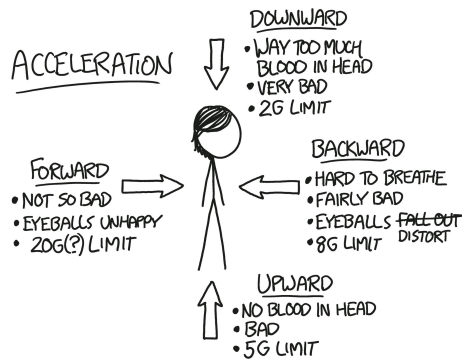 ACCELERATION
DOWNWARD
• WAY TOO MUCH
BLOOD IN HEAD
• VERY BAD
• 2G LIMIT
FORWARD
• NOT SO BAD
• EYEBALLS UNHAPPY
• 20G(?) LIMIT
BACKWARD
• HARD TO BREATHE
• FAIRLY BAD
• EYEBALLS FALL OUT
DISTORT
• 8G LIMIT
UPWARD
• NO BLOOD IN HEAD
• BAD
• 5G LIMIT